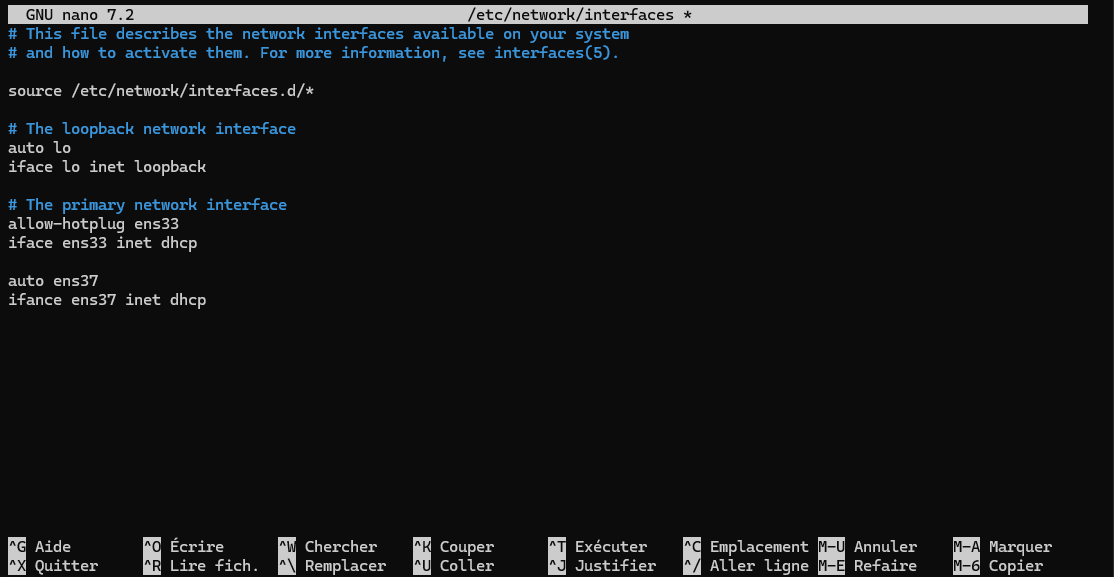 GNU nano 7.2 /etc/network/interfaces *
# This file describes the network interfaces available on your system
# and how to activate them. For more information, see interfaces(5).
source /etc/network/interfaces.d/*
# The loopback network interface
auto lo
iface lo inet loopback
# The primary network interface
allow-hotplug ens33
iface ens33 inet dhcp
auto ens37
ifance ens37 inet dhcp
^G Aide ^O Écrire ^W Chercher ^K Couper ^T Exécuter ^C Emplacement M-U Annuler M-A Marquer
^X Quitter ^R Lire fich. ^\ Remplacer ^U Coller ^J Justifier ^/ Aller ligne M-E Refaire M-6 Copier